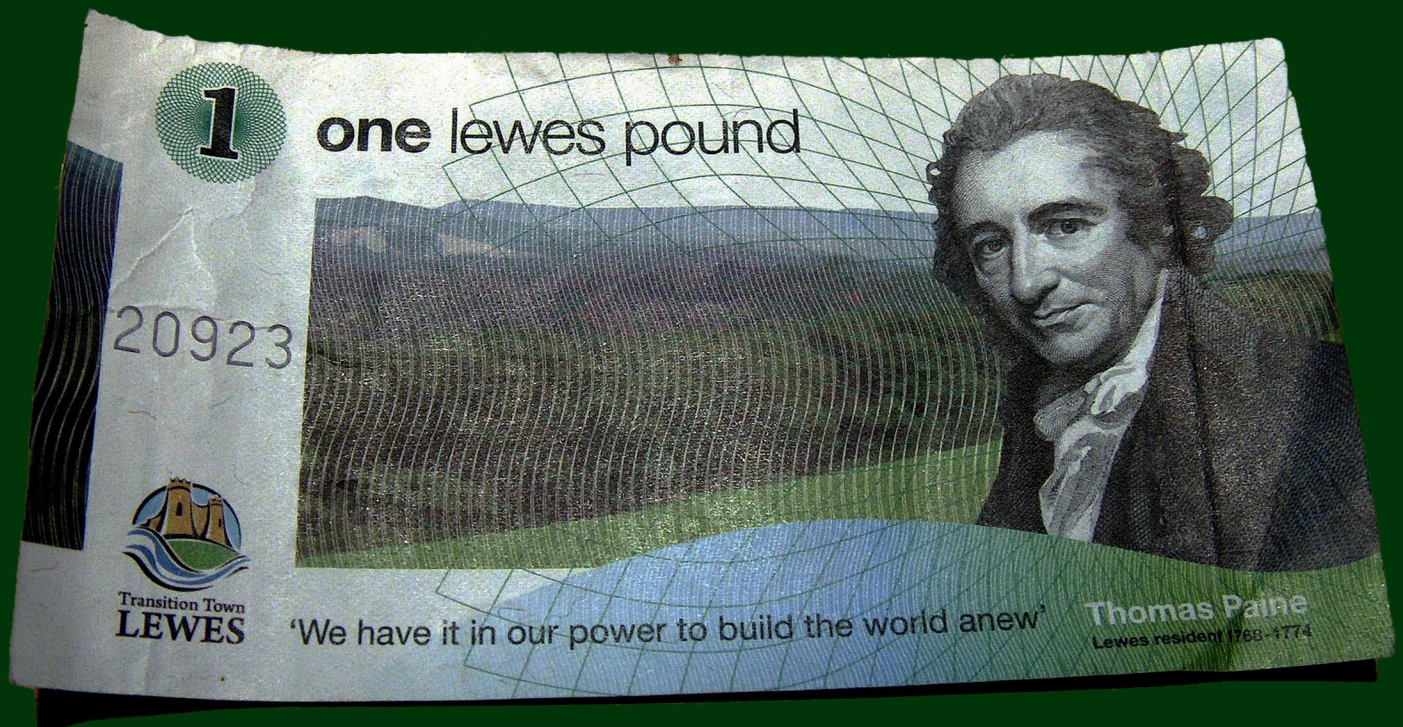 1
one lewes pound
20923
Transition Town
LEWES
‘We have it in our power to build the world anew’
Thomas Paine
Lewes resident 1768-1774